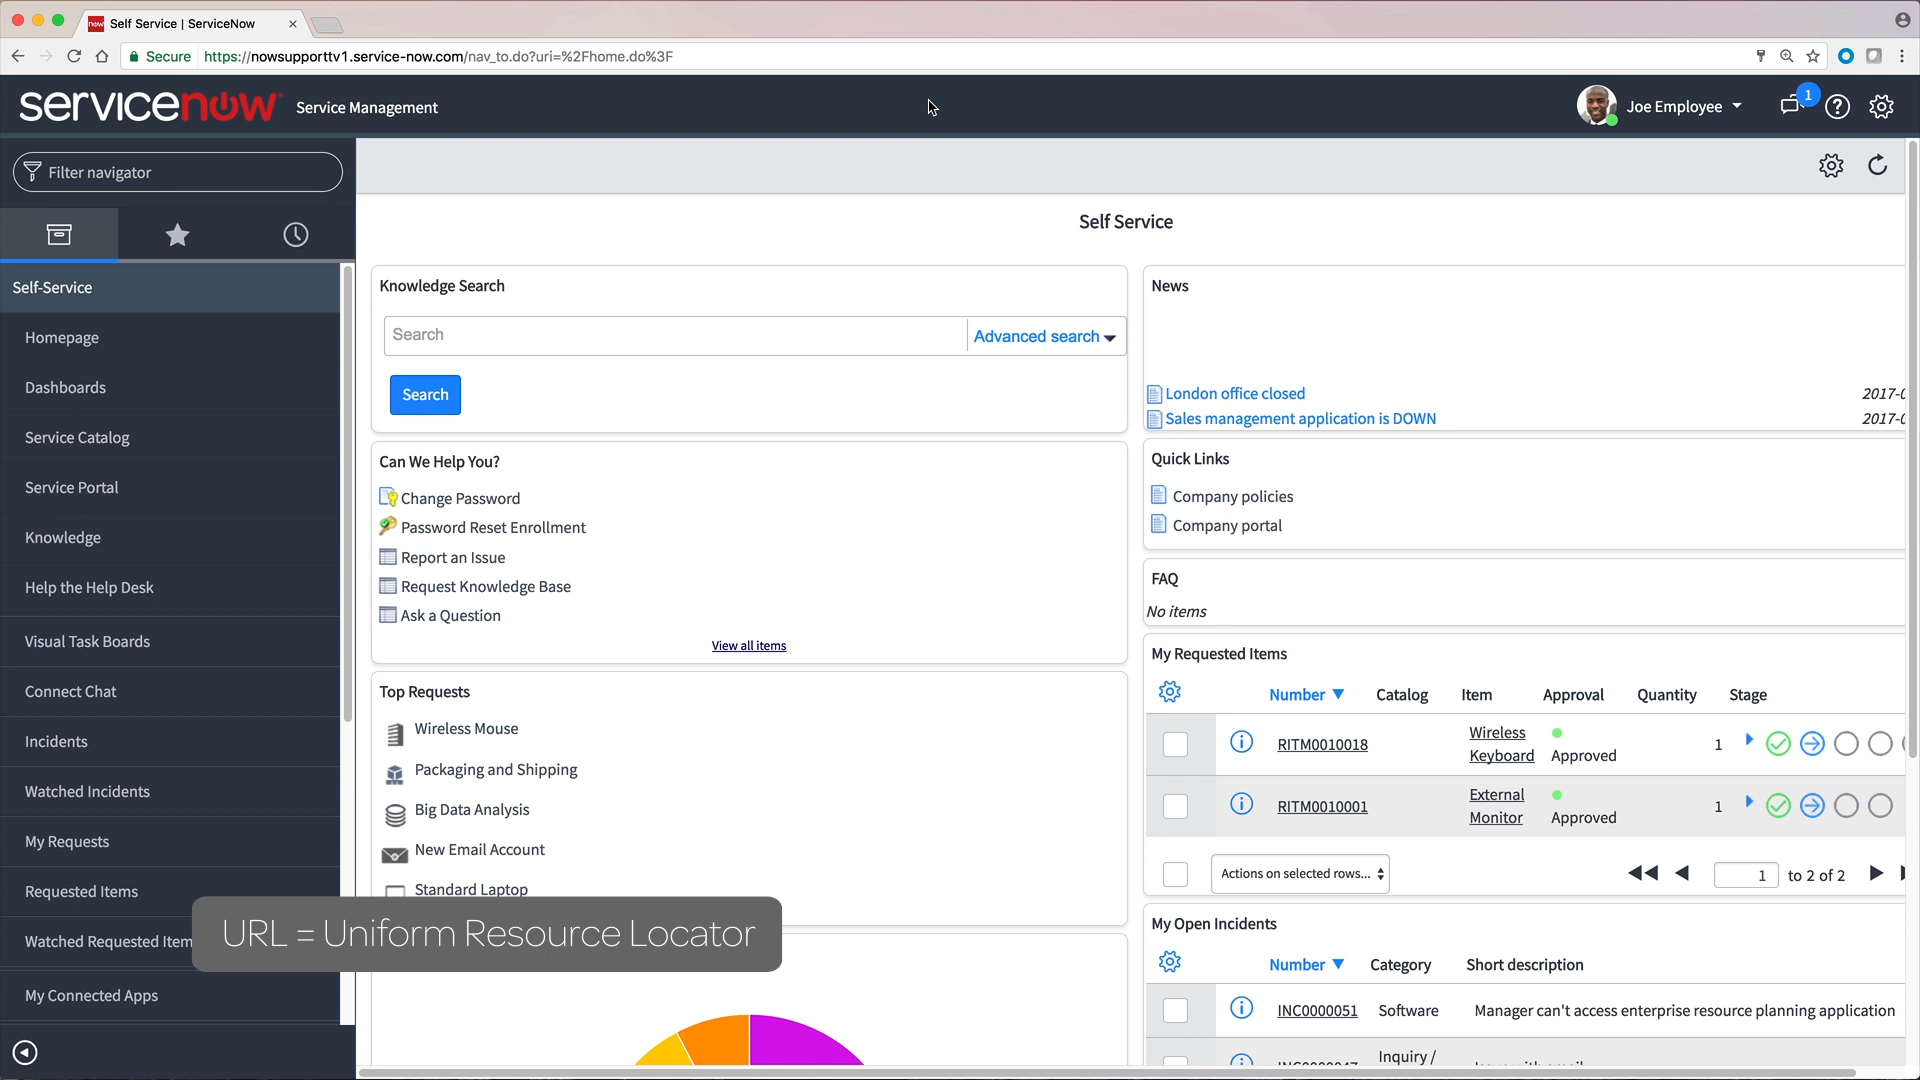 now Self Service | ServiceNow
Secure https://nowsupporttv1.service-now.com/nav_to.do?uri=%2Fhome.do%3F
servicenow Service Management
Joe Employee
1
Filter navigator
Self-Service
Homepage
Dashboards
Service Catalog
Service Portal
Knowledge
Help the Help Desk
Visual Task Boards
Connect Chat
Incidents
Watched Incidents
My Requests
Requested Items
Watched Requested Item
My Connected Apps
Self Service
Knowledge Search
Search
Advanced search
Search
Can We Help You?
Change Password
Password Reset Enrollment
Report an Issue
Request Knowledge Base
Ask a Question
View all items
Top Requests
Wireless Mouse
Packaging and Shipping
Big Data Analysis
New Email Account
Standard Laptop
URL = Uniform Resource Locator
News
London office closed 2017-0
Sales management application is DOWN 2017-0
Quick Links
Company policies
Company portal
FAQ
No items
My Requested Items
Number Catalog Item Approval Quantity Stage
RITM0010018 Wireless Keyboard Approved 1
RITM0010001 External Monitor Approved 1
Actions on selected rows... 1 to 2 of 2
My Open Incidents
Number Category Short description
INC0000051 Software Manager can't access enterprise resource planning application
Inquiry /